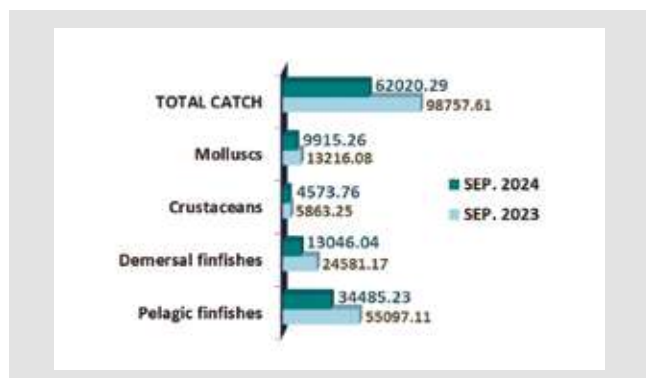 TOTAL CATCH
62020.29
98757.61
Molluscs
9915.26
13216.08
Crustaceans
4573.76
5863.25
SEP. 2024
SEP. 2023
Demersal finfishes
13046.04
24581.17
Pelagic finfishes
34485.23
55097.11